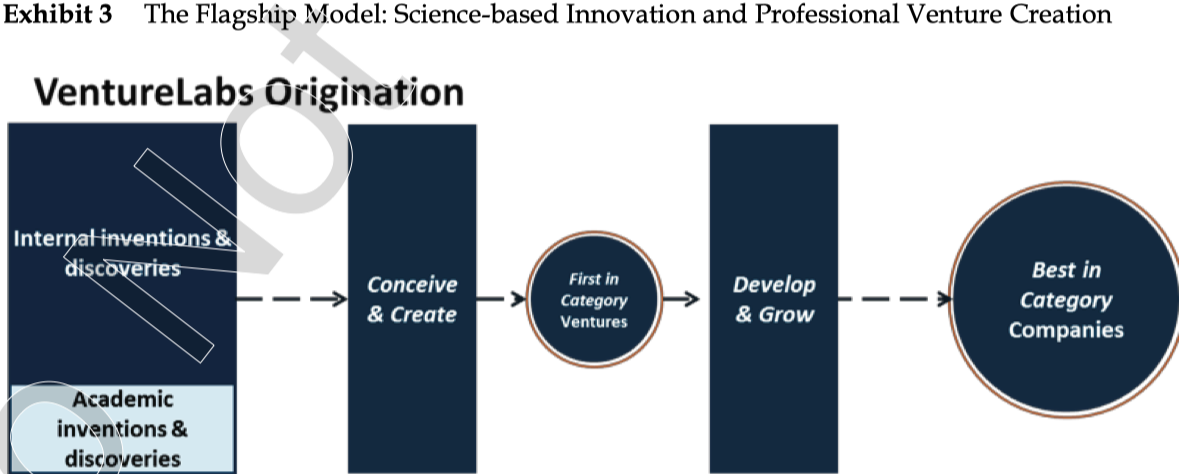 Exhibit 3 The Flagship Model: Science-based Innovation and Professional Venture Creation
VentureLabs Origination
Internal inventions &
discoveries
Academic
inventions &
discoveries
Conceive
& Create
First in
Category
Ventures
Develop
& Grow
Best in
Category
Companies
Not